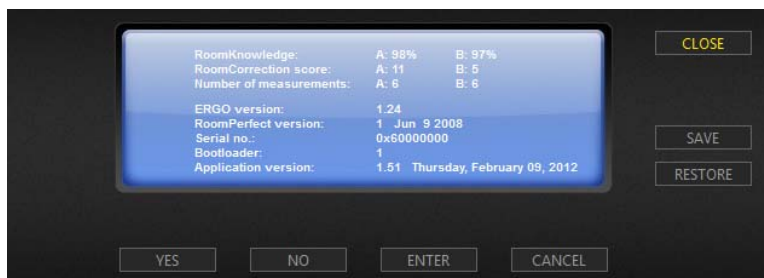 CLOSE
RoomKnowledge: A: 98% B: 97%
RoomCorrection score: A: 11 B: 5
Number of measurements: A: 6 B: 6
ERGO version: 1.24
RoomPerfect version: 1 Jun 9 2008
Serial no.: 0x60000000
Bootloader: 1
Application version: 1.51 Thursday, February 09, 2012
SAVE
RESTORE
YES NO ENTER CANCEL